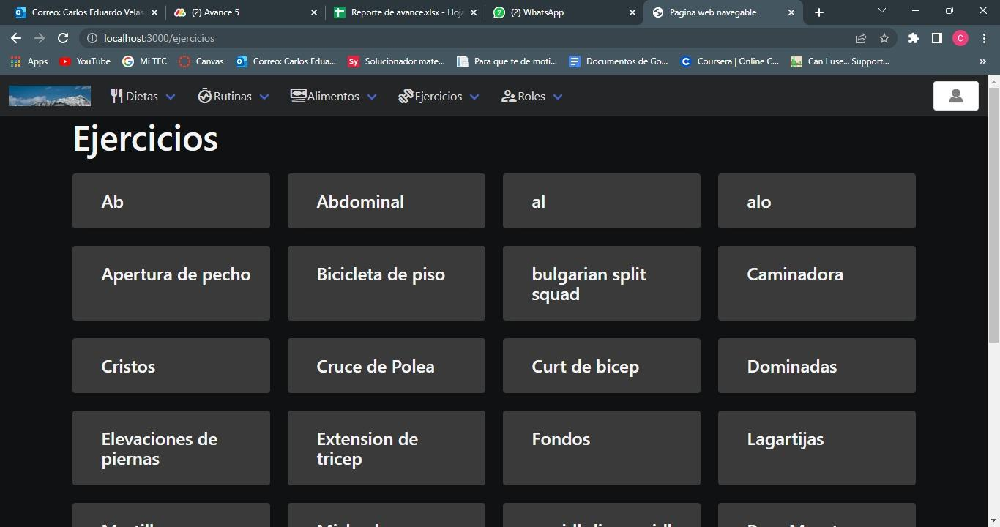 Correo: Carlos Eduardo Velas
(2) Avance 5
Reporte de avance.xlsx - Hoja
(2) WhatsApp
Pagina web navegable
localhost:3000/ejercicios
Apps
YouTube
Mi TEC
Canvas
Correo: Carlos Edua...
Solucionador mate...
Para que te de moti...
Documentos de Go...
Coursera | Online C...
Can I use... Support...
Dietas
Rutinas
Alimentos
Ejercicios
Roles
Ejercicios
Ab
Abdominal
al
alo
Apertura de pecho
Bicicleta de piso
bulgarian split
squad
Caminadora
Cristos
Cruce de Polea
Curt de bicep
Dominadas
Elevaciones de
piernas
Extension de
tricep
Fondos
Lagartijas